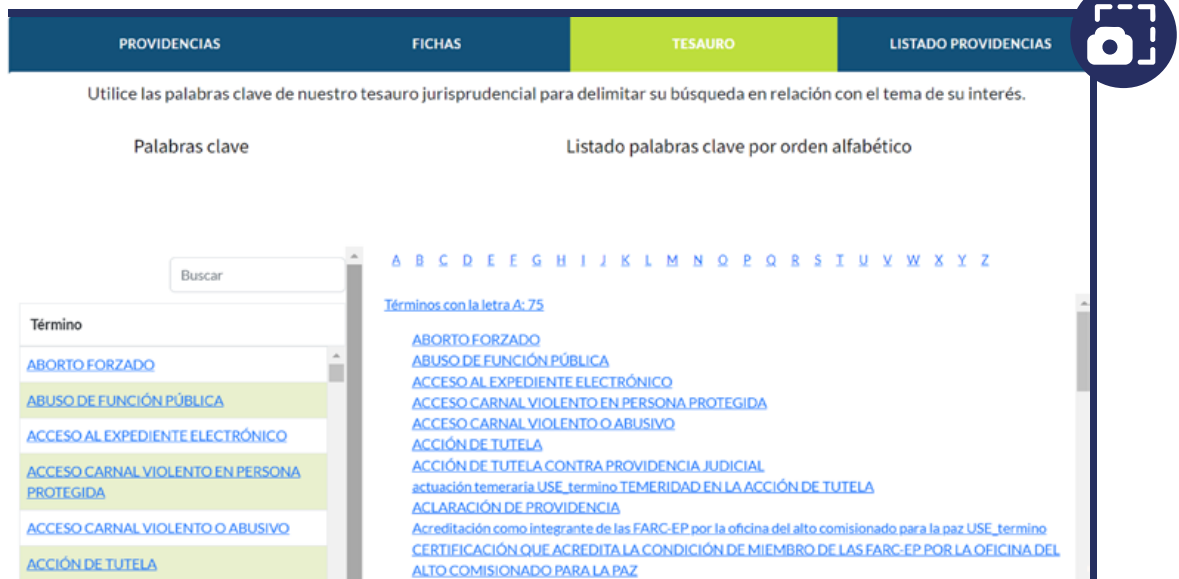 PROVIDENCIAS FICHAS TESAURO LISTADO PROVIDENCIAS
Utilice las palabras clave de nuestro tesauro jurisprudencial para delimitar su búsqueda en relación con el tema de su interés.
Palabras clave
Listado palabras clave por orden alfabético
Buscar
Término
ABORTO FORZADO
ABUSO DE FUNCIÓN PÚBLICA
ACCESO AL EXPEDIENTE ELECTRÓNICO
ACCESO CARNAL VIOLENTO EN PERSONA
PROTEGIDA
ACCESO CARNAL VIOLENTO O ABUSIVO
ACCIÓN DE TUTELA
A B C D E F G H I J K L M N O P Q R S T U V W X Y Z
Términos con la letra A: 75
ABORTO FORZADO
ABUSO DE FUNCIÓN PÚBLICA
ACCESO AL EXPEDIENTE ELECTRÓNICO
ACCESO CARNAL VIOLENTO EN PERSONA PROTEGIDA
ACCESO CARNAL VIOLENTO O ABUSIVO
ACCIÓN DE TUTELA
ACCIÓN DE TUTELA CONTRA PROVIDENCIA JUDICIAL
actuación temeraria USE_termino TEMERIDAD EN LA ACCIÓN DE TUTELA
ACLARACIÓN DE PROVIDENCIA
Acreditación como integrante de las FARC-EP por la oficina del alto comisionado para la paz USE_termino
CERTIFICACIÓN QUE ACREDITA LA CONDICIÓN DE MIEMBRO DE LAS FARC-EP POR LA OFICINA DEL
ALTO COMISIONADO PARA LA PAZ